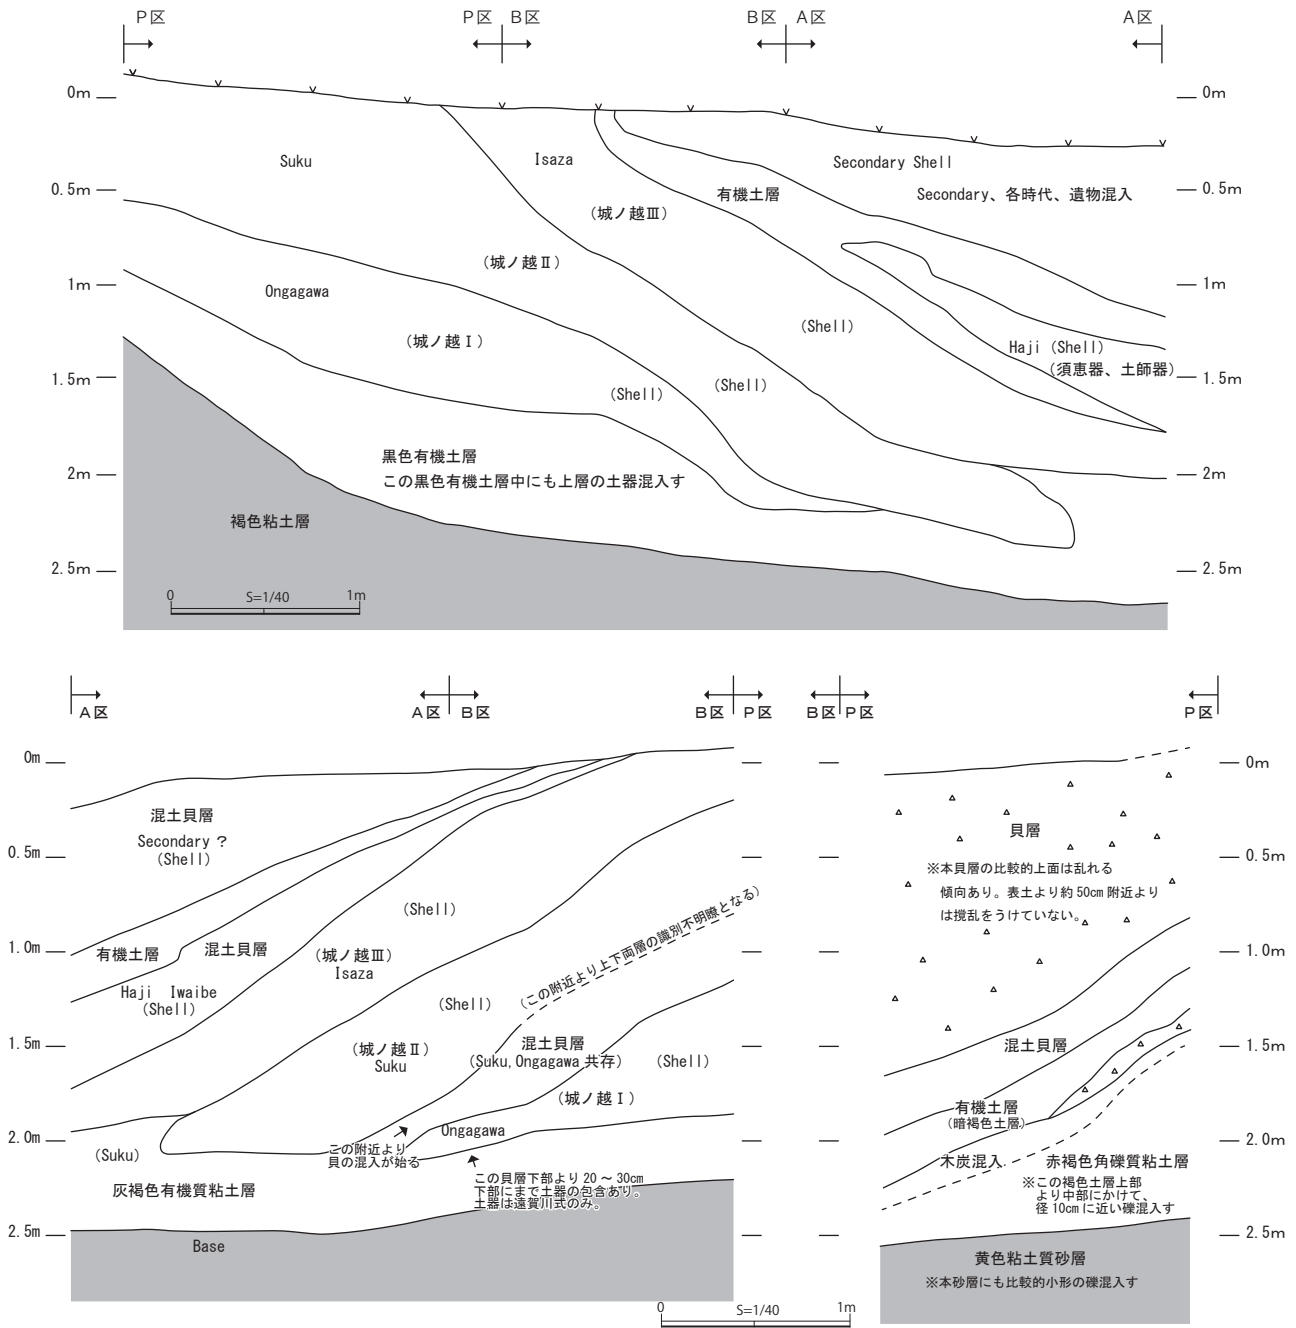 P区
P区 B区
B区 A区
A区
0m
0m
Suku
Isaza
Secondary Shell
0.5m
有機土層
Secondary、各時代、遺物混入
0.5m
(城ノ越Ⅲ)
(城ノ越Ⅱ)
1m
Ongagawa
1m
(Shell)
(城ノ越Ⅰ)
Haji (Shell)
(須恵器、土師器)
1.5m
(Shell)
(Shell)
1.5m
黒色有機土層
この黒色有機土層中にも上層の土器混入す
2m
2m
褐色粘土層
2.5m
2.5m
0 S=1/40 1m
A区
A区 B区
B区 P区
B区 P区
P区
0m
0m
混土貝層
Secondary ?
(Shell)
貝層
0.5m
0.5m
※本貝層の比較的上面は乱れる
傾向あり。表土より約50cm附近より
は撹乱をうけていない。
(Shell)
(この附近より上下両層の識別不明瞭となる)
1.0m
有機土層
混土貝層
(城ノ越Ⅲ)
Isaza
1.0m
Haji Iwaibe
(Shell)
(Shell)
1.5m
(城ノ越Ⅱ)
Suku
混土貝層
(Suku,Ongagawa 共存)
(Shell)
混土貝層
1.5m
(城ノ越Ⅰ)
有機土層
(暗褐色土層)
2.0m
Ongagawa
2.0m
(Suku)
この附近より
貝の混入が始る
木炭混入
赤褐色角礫質粘土層
灰褐色有機質粘土層
この貝層下部より20～30cm
下部にまで土器の包含あり。
土器は遠賀川式のみ。
※この褐色土層上部
より中部にかけて、
径10cmに近い礫混入す
2.5m
2.5m
Base
黄色粘土質砂層
※本砂層にも比較的小形の礫混入す
0 S=1/40 1m